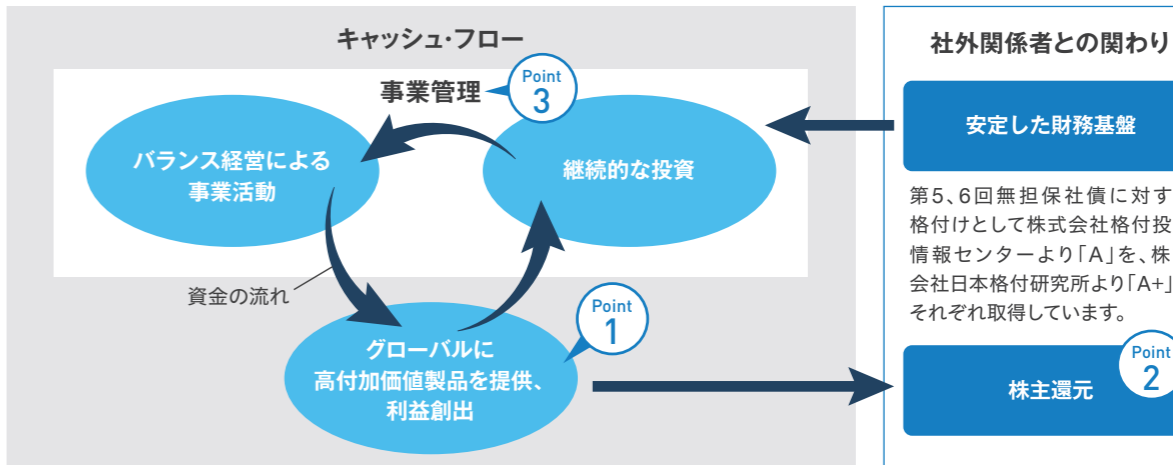 キャッシュ・フロー
事業管理
Point
3
バランス経営による
事業活動
継続的な投資
資金の流れ
グローバルに
高付加価値製品を提供、
利益創出
Point
1
社外関係者との関わり
安定した財務基盤
第5、6回無担保社債に対す
格付けとして株式会社格付投
情報センターより「A」を、株
会社日本格付研究所より「A+」
それぞれ取得しています。
株主還元
Point
2